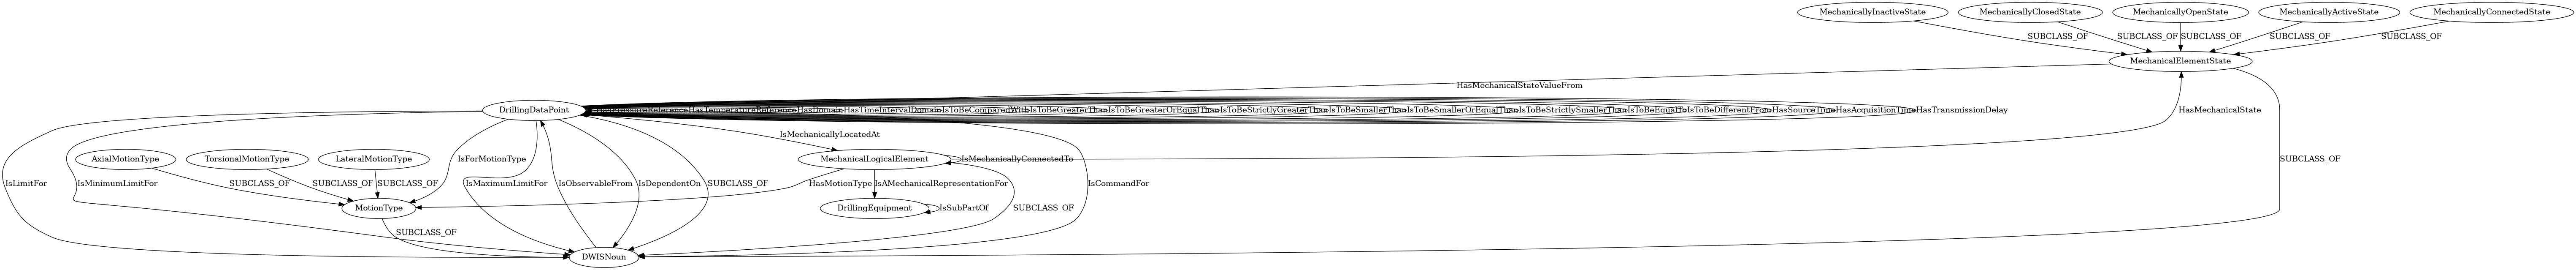 MechanicallyInactiveState
MechanicallyClosedState
MechanicallyOpenState
MechanicallyActiveState
MechanicallyConnectedState
SUBCLASS_OF
SUBCLASS_OF
SUBCLASS_OF
SUBCLASS_OF
SUBCLASS_OF
MechanicalElementState
HasMechanicalStateValueFrom
DrillingDataPoint
HasPressureReference
HasTemperatureReference
HasDomain
HasTimeIntervalDomain
IsToBeComparedWith
IsToBeGreaterThan
IsToBeGreaterOrEqualThan
IsToBeStrictlyGreaterThan
IsToBeSmallerThan
IsToBeSmallerOrEqualThan
IsToBeStrictlySmallerThan
IsToBeEqualTo
IsToBeDifferentFrom
HasSourceTime
HasAcquisitionTime
HasTransmissionDelay
HasMechanicalState
IsMechanicallyLocatedAt
AxialMotionType
TorsionalMotionType
LateralMotionType
IsForMotionType
MechanicalLogicalElement
IsMechanicallyConnectedTo
SUBCLASS_OF
IsLimitFor
IsMinimumLimitFor
SUBCLASS_OF
SUBCLASS_OF
SUBCLASS_OF
IsMaximumLimitFor
IsObservableFrom
IsDependentOn
SUBCLASS_OF
HasMotionType
IsAMechanicalRepresentationFor
IsCommandFor
MotionType
DrillingEquipment
IsSubPartOf
SUBCLASS_OF
SUBCLASS_OF
DWISNoun